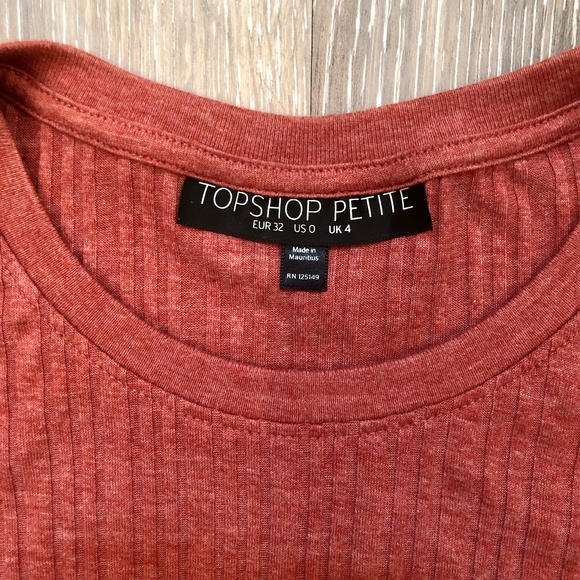 TOPSHOP PETITE
EUR 32 US 0 UK 4
Made in
Mauritius
RN 125149